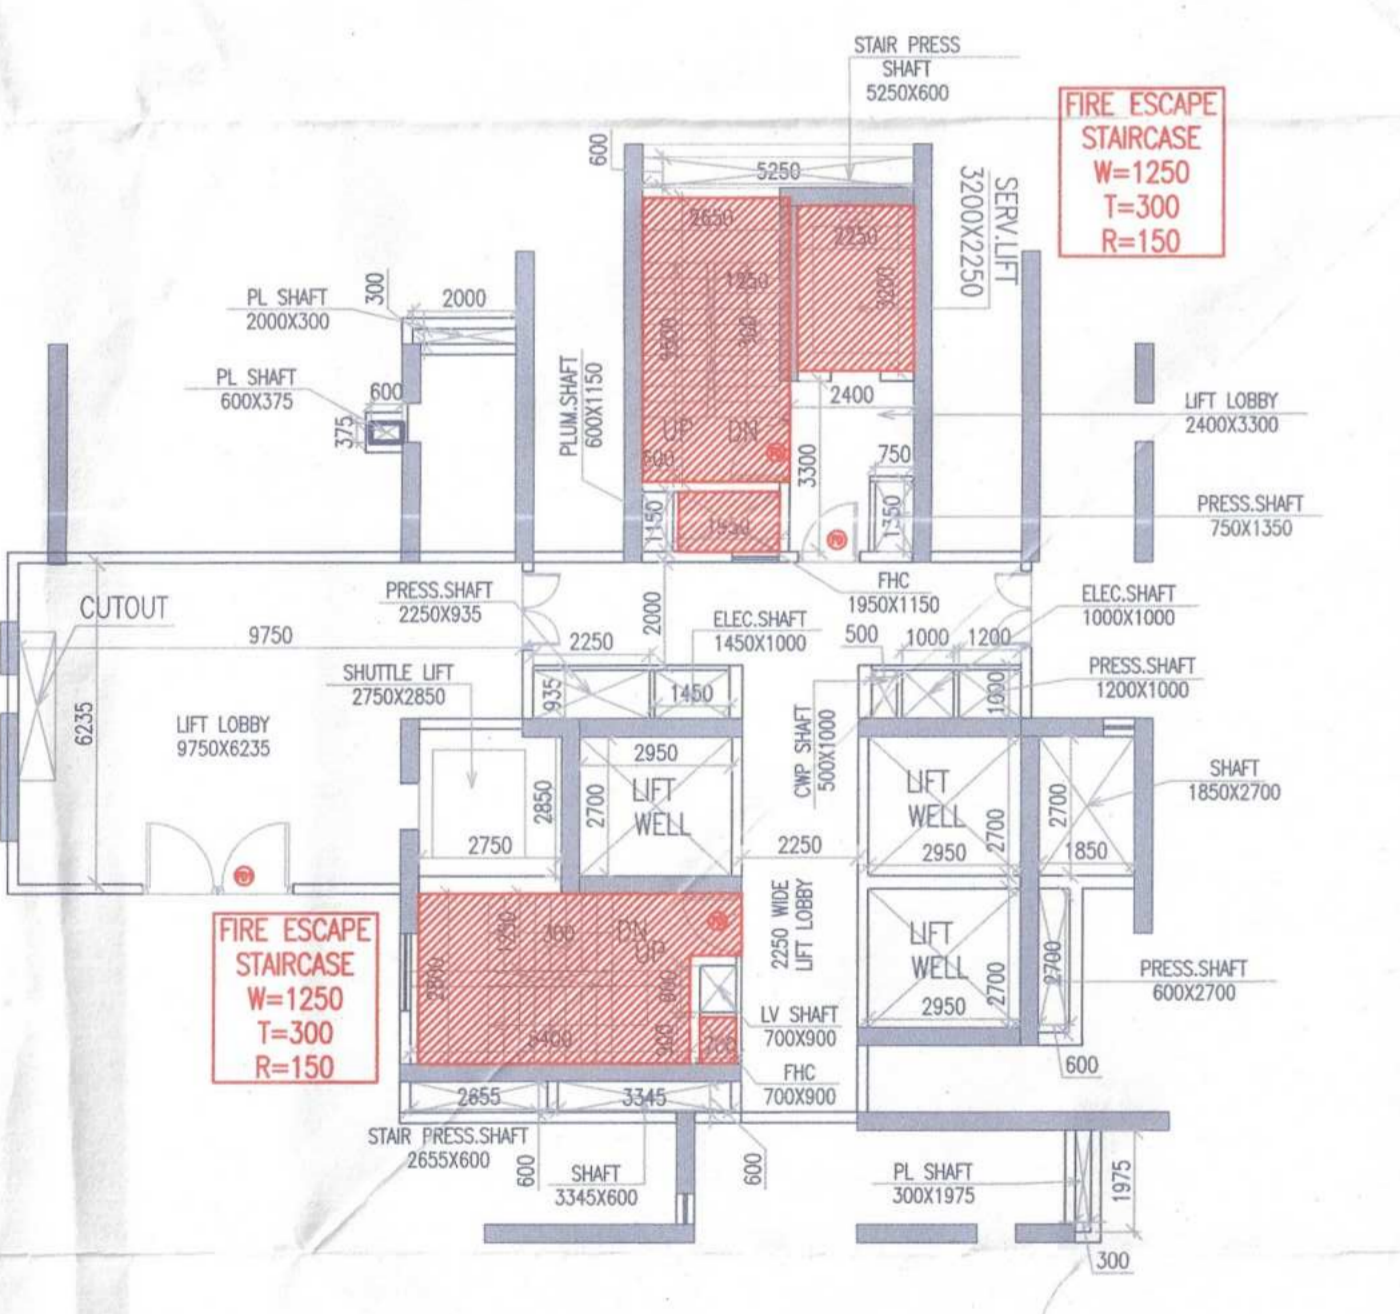 STAIR PRESS
SHAFT
5250X600
FIRE ESCAPE
STAIRCASE
W=1250
T=300
R=150
600
5250
SERV.LIFT
3200X2250
2650
2250
1250
3200
300
PL SHAFT
2000X300
300
2000
PL SHAFT
600X375
600
375
PLUM.SHAFT
600X1150
2400
LIFT LOBBY
2400X3300
UP
DN
3300
750
1150
1950
1350
PRESS.SHAFT
750X1350
FHC
1950X1150
CUTOUT
9750
6235
LIFT LOBBY
9750X6235
PRESS.SHAFT
2250X935
2250
2000
935
ELEC.SHAFT
1450X1000
1450
500
1000
1200
1000
ELEC.SHAFT
1000X1000
PRESS.SHAFT
1200X1000
SHUTTLE LIFT
2750X2850
2850
2750
2950
2700
LIFT
WELL
CWP SHAFT
500X1000
2250
LIFT
WELL
2700
2950
2700
1850
SHAFT
1850X2700
FIRE ESCAPE
STAIRCASE
W=1250
T=300
R=150
1250
300
DN
UP
5400
900
700
2250 WIDE
LIFT LOBBY
LIFT
WELL
2700
2950
2700
PRESS.SHAFT
600X2700
600
LV SHAFT
700X900
FHC
700X900
2655
3345
STAIR PRESS.SHAFT
2655X600
600
SHAFT
3345X600
600
PL SHAFT
300X1975
1975
300